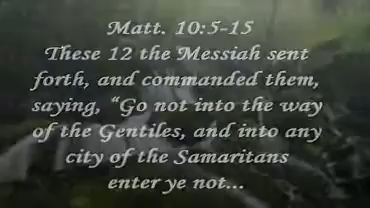 Matt. 10:5-15
These 12 the Messiah sent
forth, and commanded them,
saying, “Go not into the way
of the Gentiles, and into any
city of the Samaritans
enter ye not...